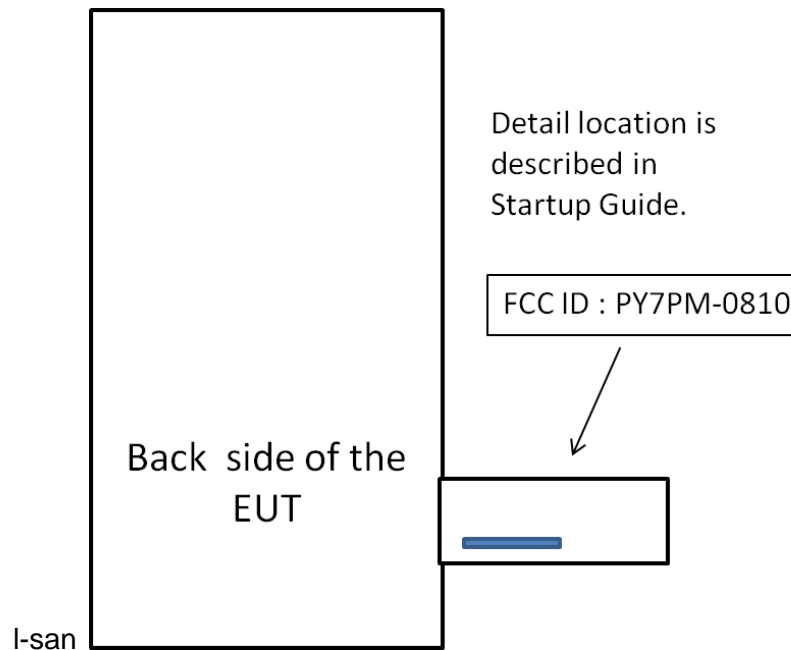 Detail location is
described in
Startup Guide.
FCC ID : PY7PM-0810
Back side of the
EUT
l-san